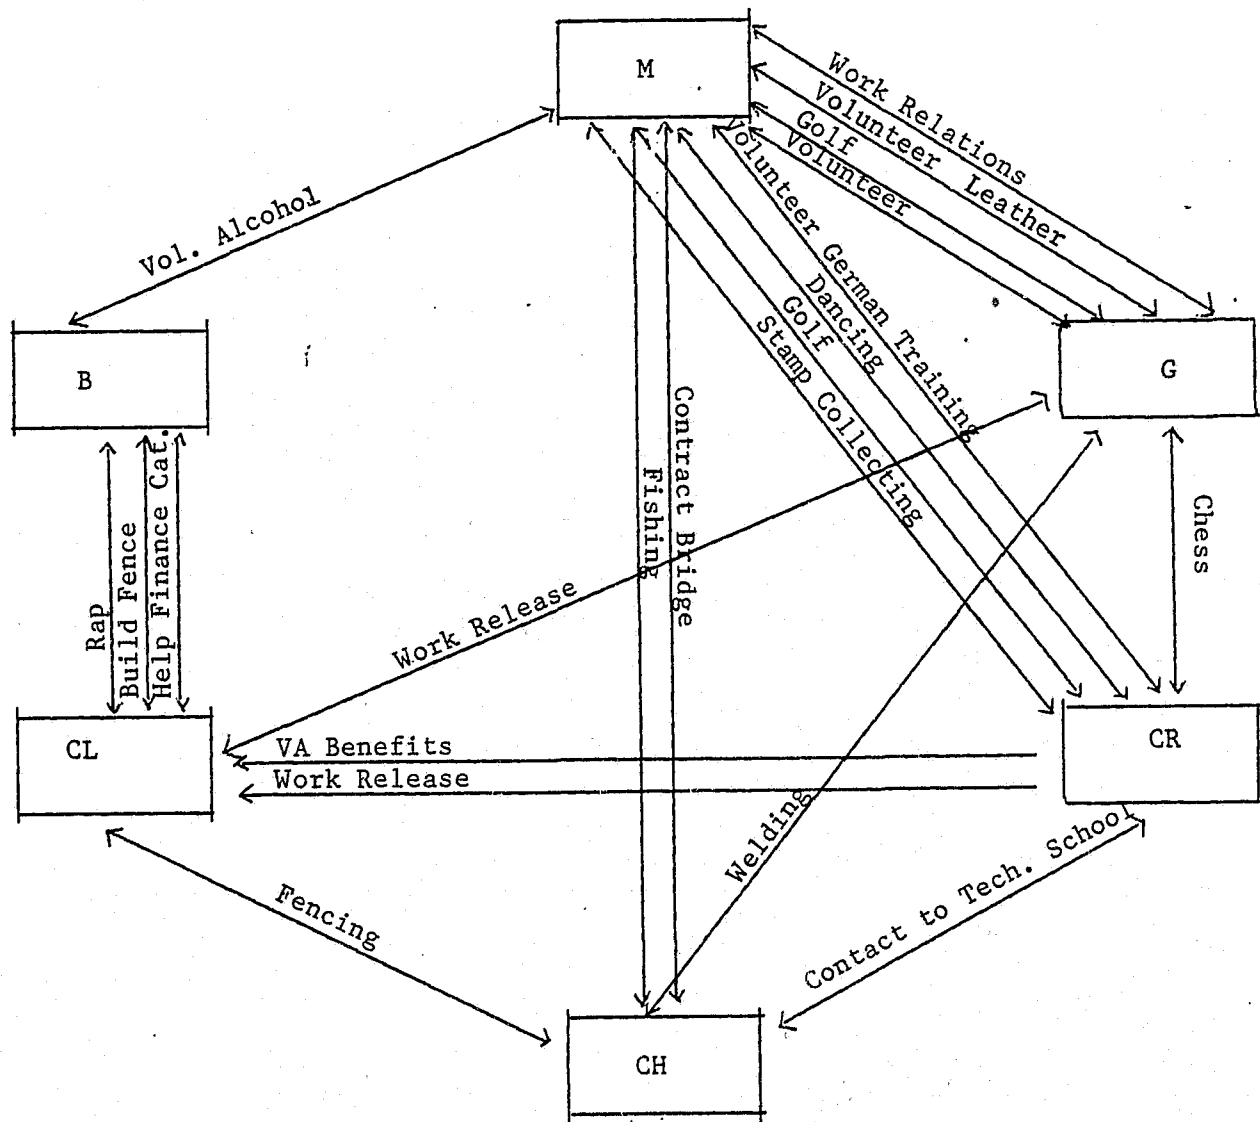 M
Work Relations
Volunteer Leather
Golf
Volunteer
Vol. Alcohol
Volunteer German Training
Dancing
Golf
Stamp Collecting
B
G
Contract Bridge
Fishing
Chess
Rap
Build Fence
Help Finance Cat.
Work Release
CL
VA Benefits
Work Release
CR
Welding
Contact to Tech. School
Fencing
CH